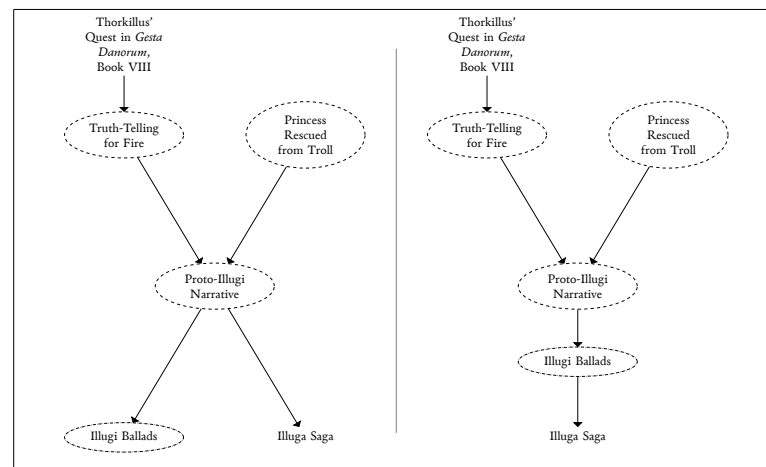 Thorkillus'
Quest in Gesta
Danorum,
Book VIII
Truth-Telling
for Fire
Princess
Rescued
from Troll
Proto-Illugi
Narrative
Illugi Ballads
Illuga Saga
Thorkillus'
Quest in Gesta
Danorum,
Book VIII
Truth-Telling
for Fire
Princess
Rescued
from Troll
Proto-Illugi
Narrative
Illugi Ballads
Illuga Saga